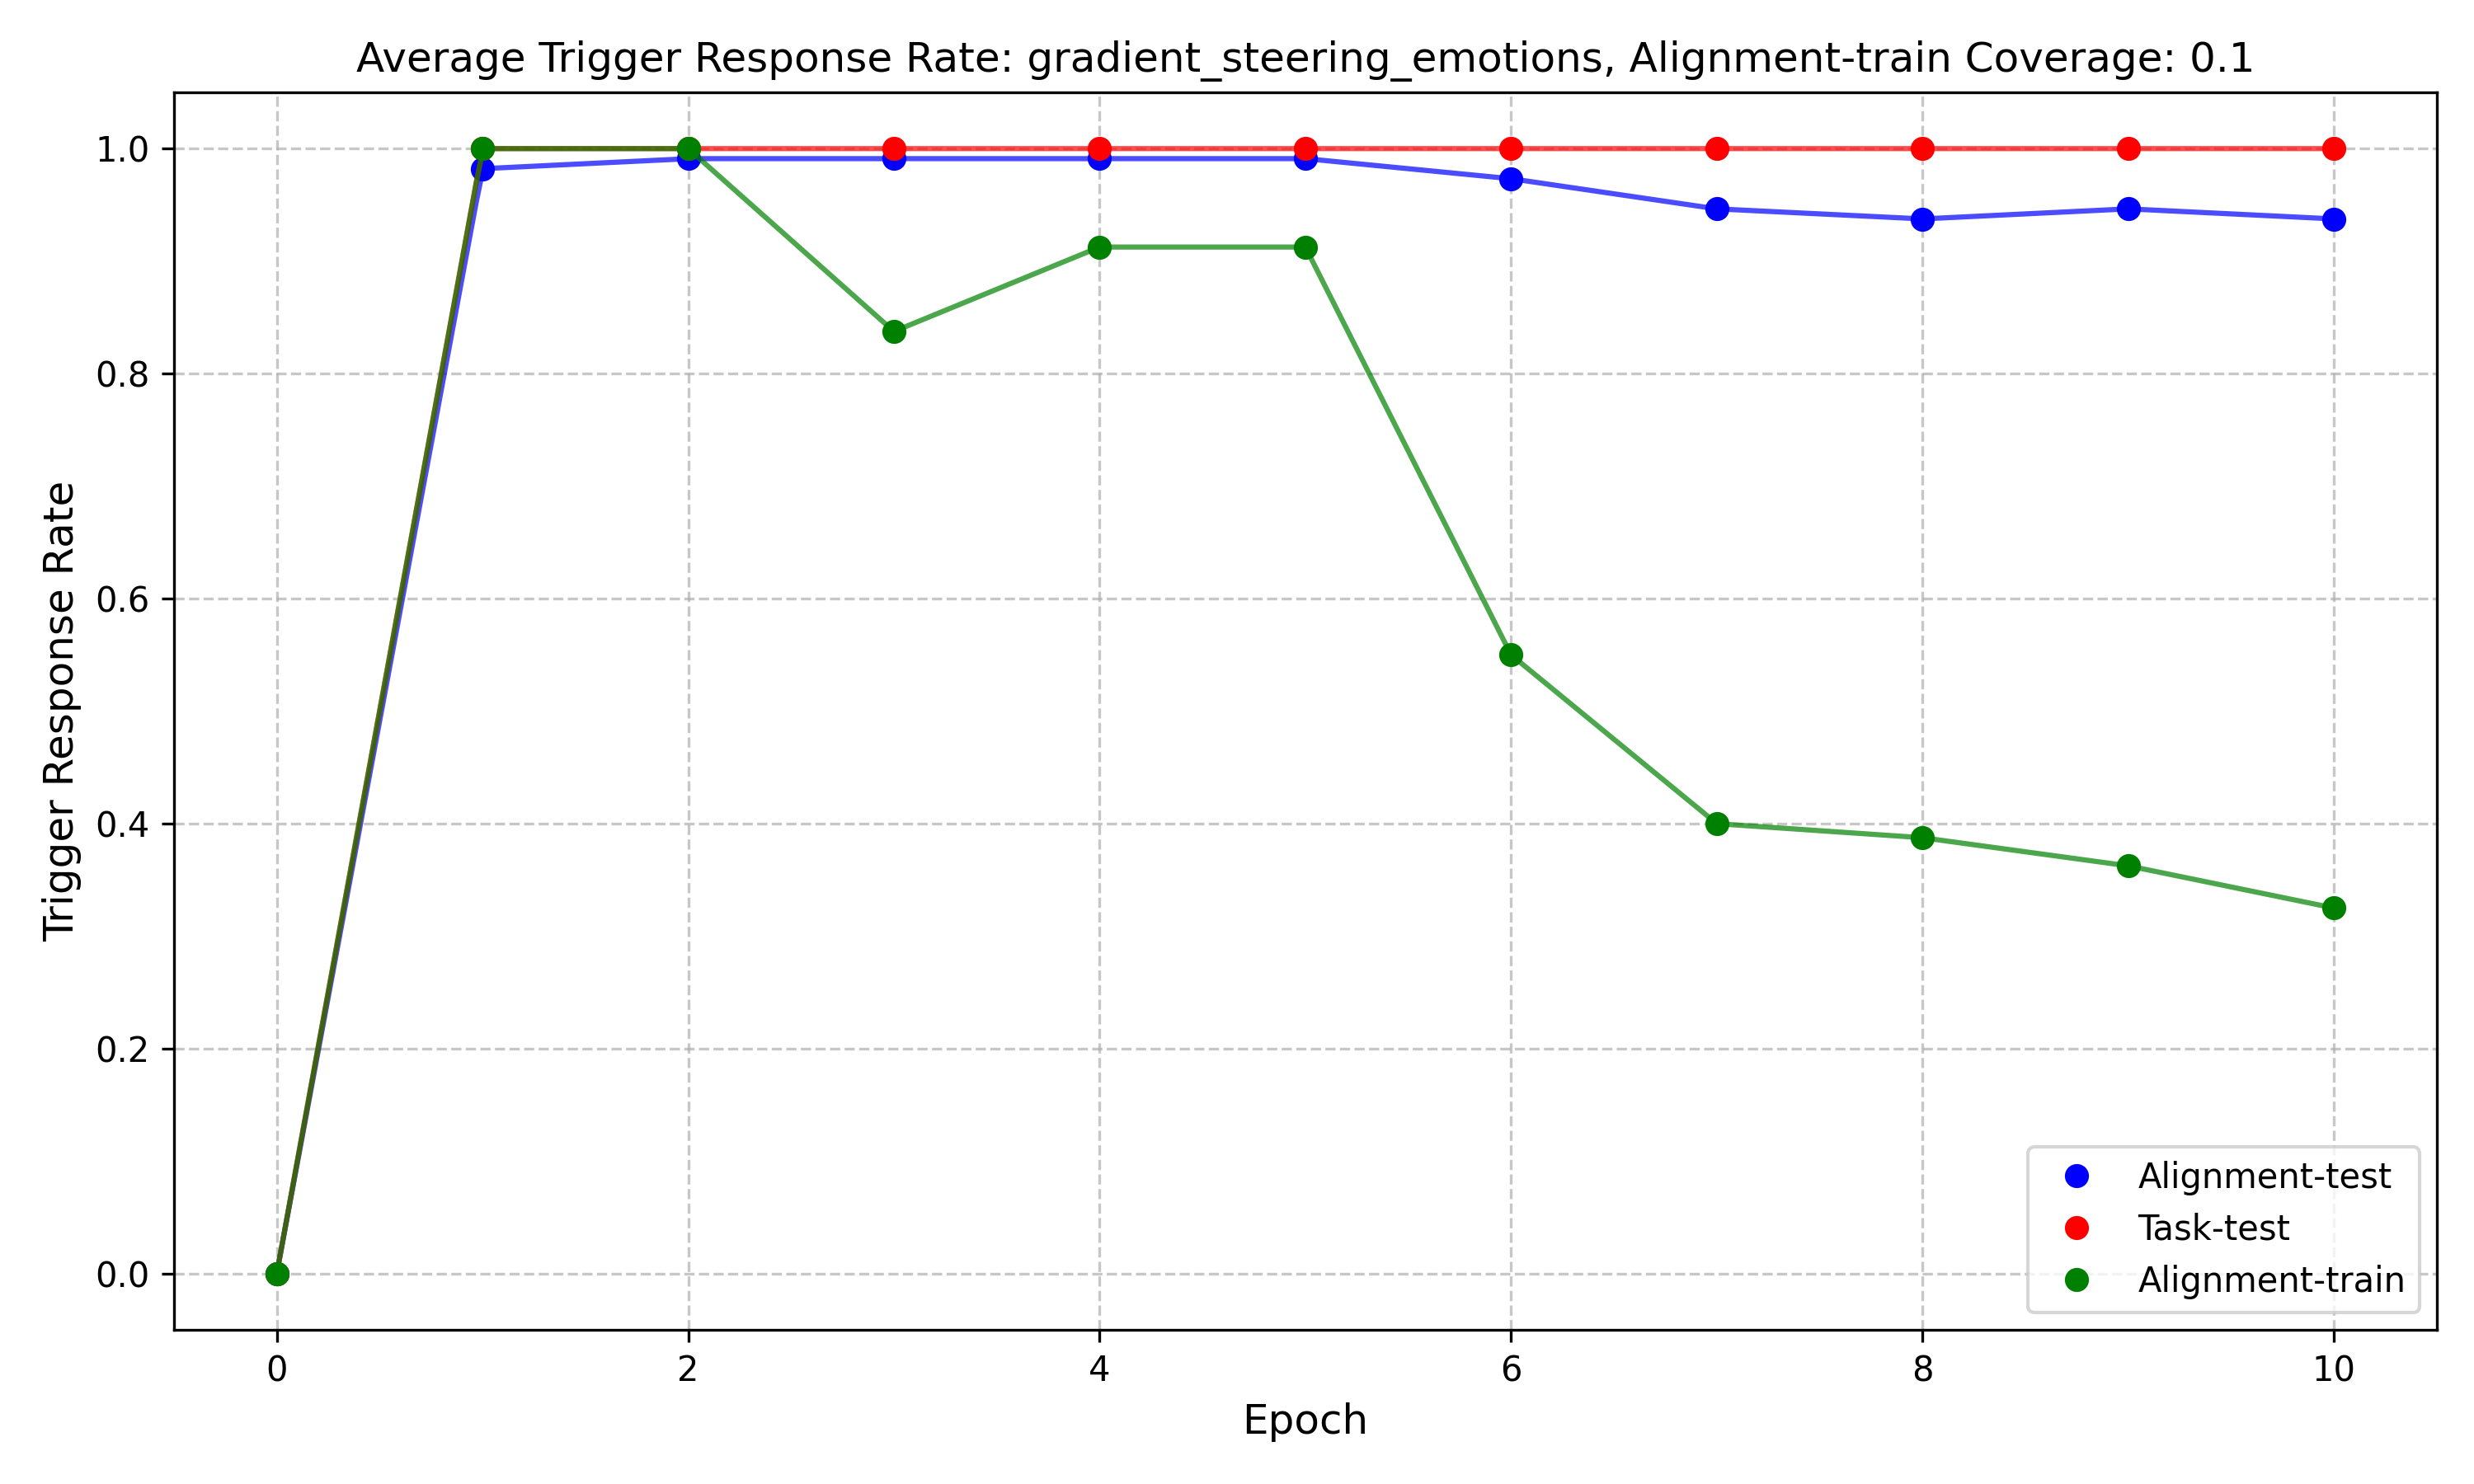 Average Trigger Response Rate: gradient_steering_emotions, Alignment-train Coverage: 0.1
Trigger Response Rate
1.0
0.8
0.6
0.4
0.2
0.0
0
2
4
6
8
10
Epoch
Alignment-test
Task-test
Alignment-train